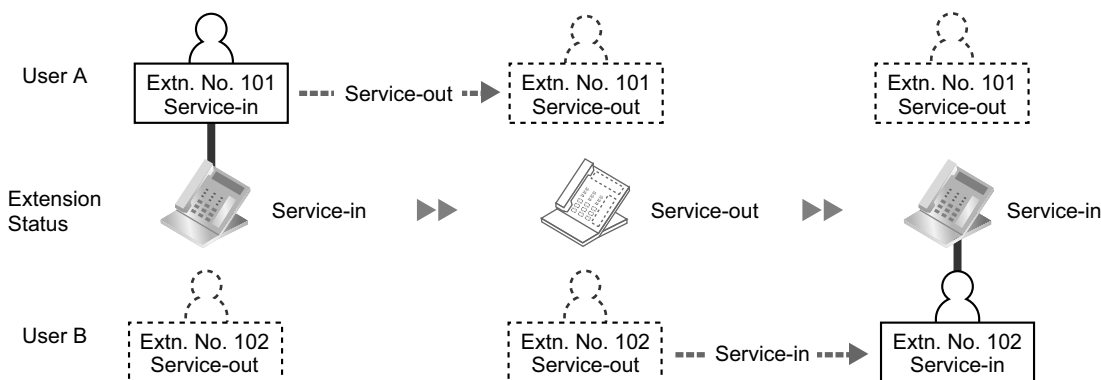 User A
Extn. No. 101
Service-in
Service-out
Extn. No. 101
Service-out
Extn. No. 101
Service-out
Extension
Status
Service-in
Service-out
Service-in
User B
Extn. No. 102
Service-out
Extn. No. 102
Service-out
Service-in
Extn. No. 102
Service-in